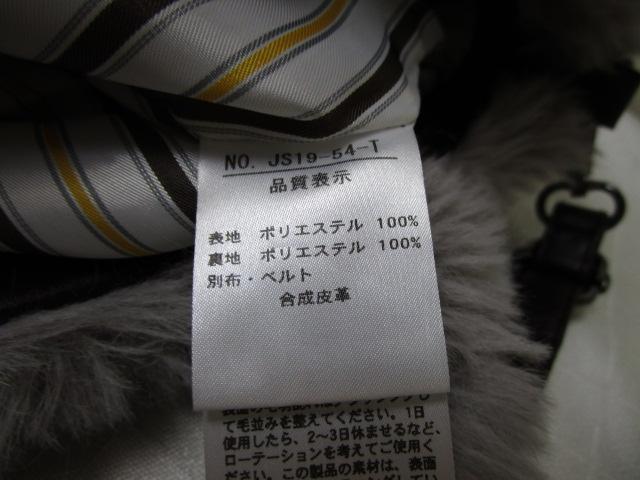 NO. JS19-54-T
品質表示
表地 ポリエステル 100%
裏地 ポリエステル 100%
別布・ベルト
合成皮革
て毛並みを整えてください。1日
使用したら、2〜3日休ませるなど、
ローテーションを考えてご使用く
ださい。この製品の素材は、表面